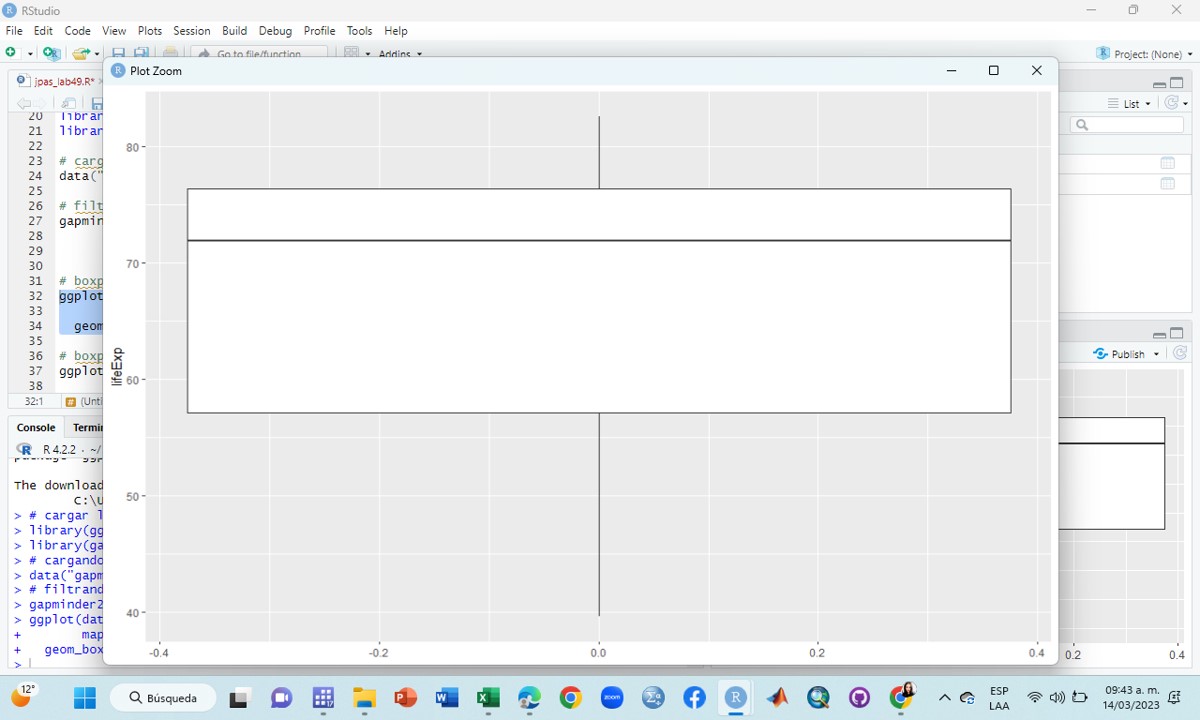 RStudio
File Edit Code View Plots Session Build Debug Profile Tools Help
Go to file/function Addins Project: (None)
Plot Zoom
jpas_lab49.R*
List
20 librar
21 librar
22
23 # carg
24 data("
25
26 # filt
27 gapmin
28
29
30
31 # boxp
32 ggplot
33
34 geom
35
36 # boxp
37 ggplot
38
32:1 (Unti
Console Termin
R 4.2.2 · ~/
The download
C:\U
> # cargar l
> library(gg
> library(ga
> # cargando
> data("gapm
> # filtrand
> gapminder2
> ggplot(dat
+ map
+ geom_box
>
80
70
60
50
40
lifeExp
-0.4 -0.2 0.0 0.2 0.4
Publish
0.2 0.4
12°
Búsqueda
17
zoom
ESP
LAA
09:43 a. m.
14/03/2023